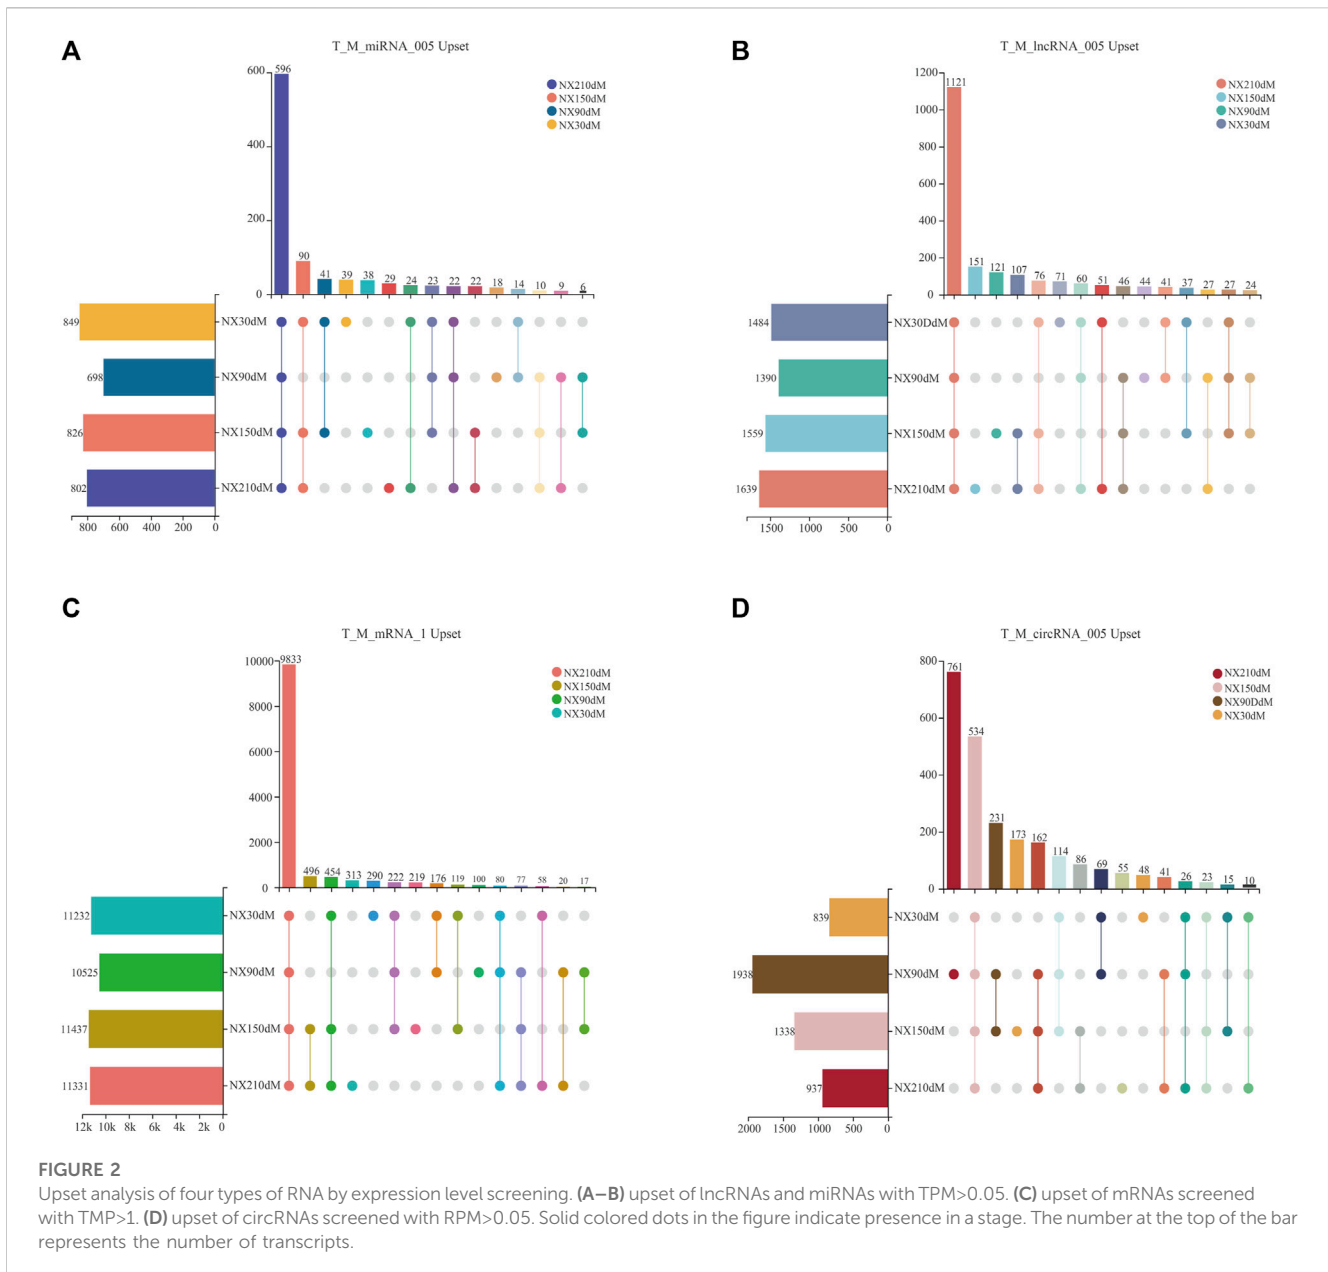 A
T_M_miRNA_005 Upset
596
600
400
200
0
90
41
39
38
29
24
23
22
22
18
14
10
9
6
NX210dM
NX150dM
NX90dM
NX30dM
849
698
826
802
NX30dM
NX90dM
NX150dM
NX210dM
800
600
400
200
0
B
T_M_lncRNA_005 Upset
1121
1200
1000
800
600
400
200
0
151
121
107
76
71
60
51
46
44
41
37
27
27
24
NX210dM
NX150dM
NX90dM
NX30dM
1484
1390
1559
1639
NX30DdM
NX90dM
NX150dM
NX210dM
1500
1000
500
0
C
T_M_mRNA_1 Upset
9833
10000
8000
6000
4000
2000
0
496
454
313
290
222
219
176
119
100
80
77
58
20
17
NX210dM
NX150dM
NX90dM
NX30dM
11232
10525
11437
11331
NX30dM
NX90dM
NX150dM
NX210dM
12k
10k
8k
6k
4k
2k
0
D
T_M_circRNA_005 Upset
761
800
600
400
200
0
534
231
173
162
114
86
69
55
48
41
26
23
15
10
NX210dM
NX150dM
NX90DdM
NX30dM
839
1938
1338
937
NX30dM
NX90dM
NX150dM
NX210dM
2000
1500
1000
500
0
FIGURE 2
Upset analysis of four types of RNA by expression level screening. (A–B) upset of lncRNAs and miRNAs with TPM>0.05. (C) upset of mRNAs screened
with TMP>1. (D) upset of circRNAs screened with RPM>0.05. Solid colored dots in the figure indicate presence in a stage. The number at the top of the bar
represents the number of transcripts.